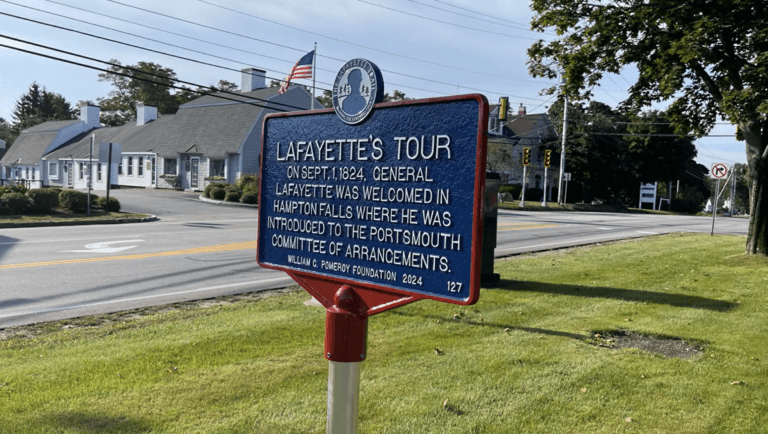 LAFAYETTE'S TOUR
ON SEPT. 1, 1824, GENERAL
LAFAYETTE WAS WELCOMED IN
HAMPTON FALLS WHERE HE WAS
INTRODUCED TO THE PORTSMOUTH
COMMITTEE OF ARRANGEMENTS.
WILLIAM G. POMEROY FOUNDATION 2024 127